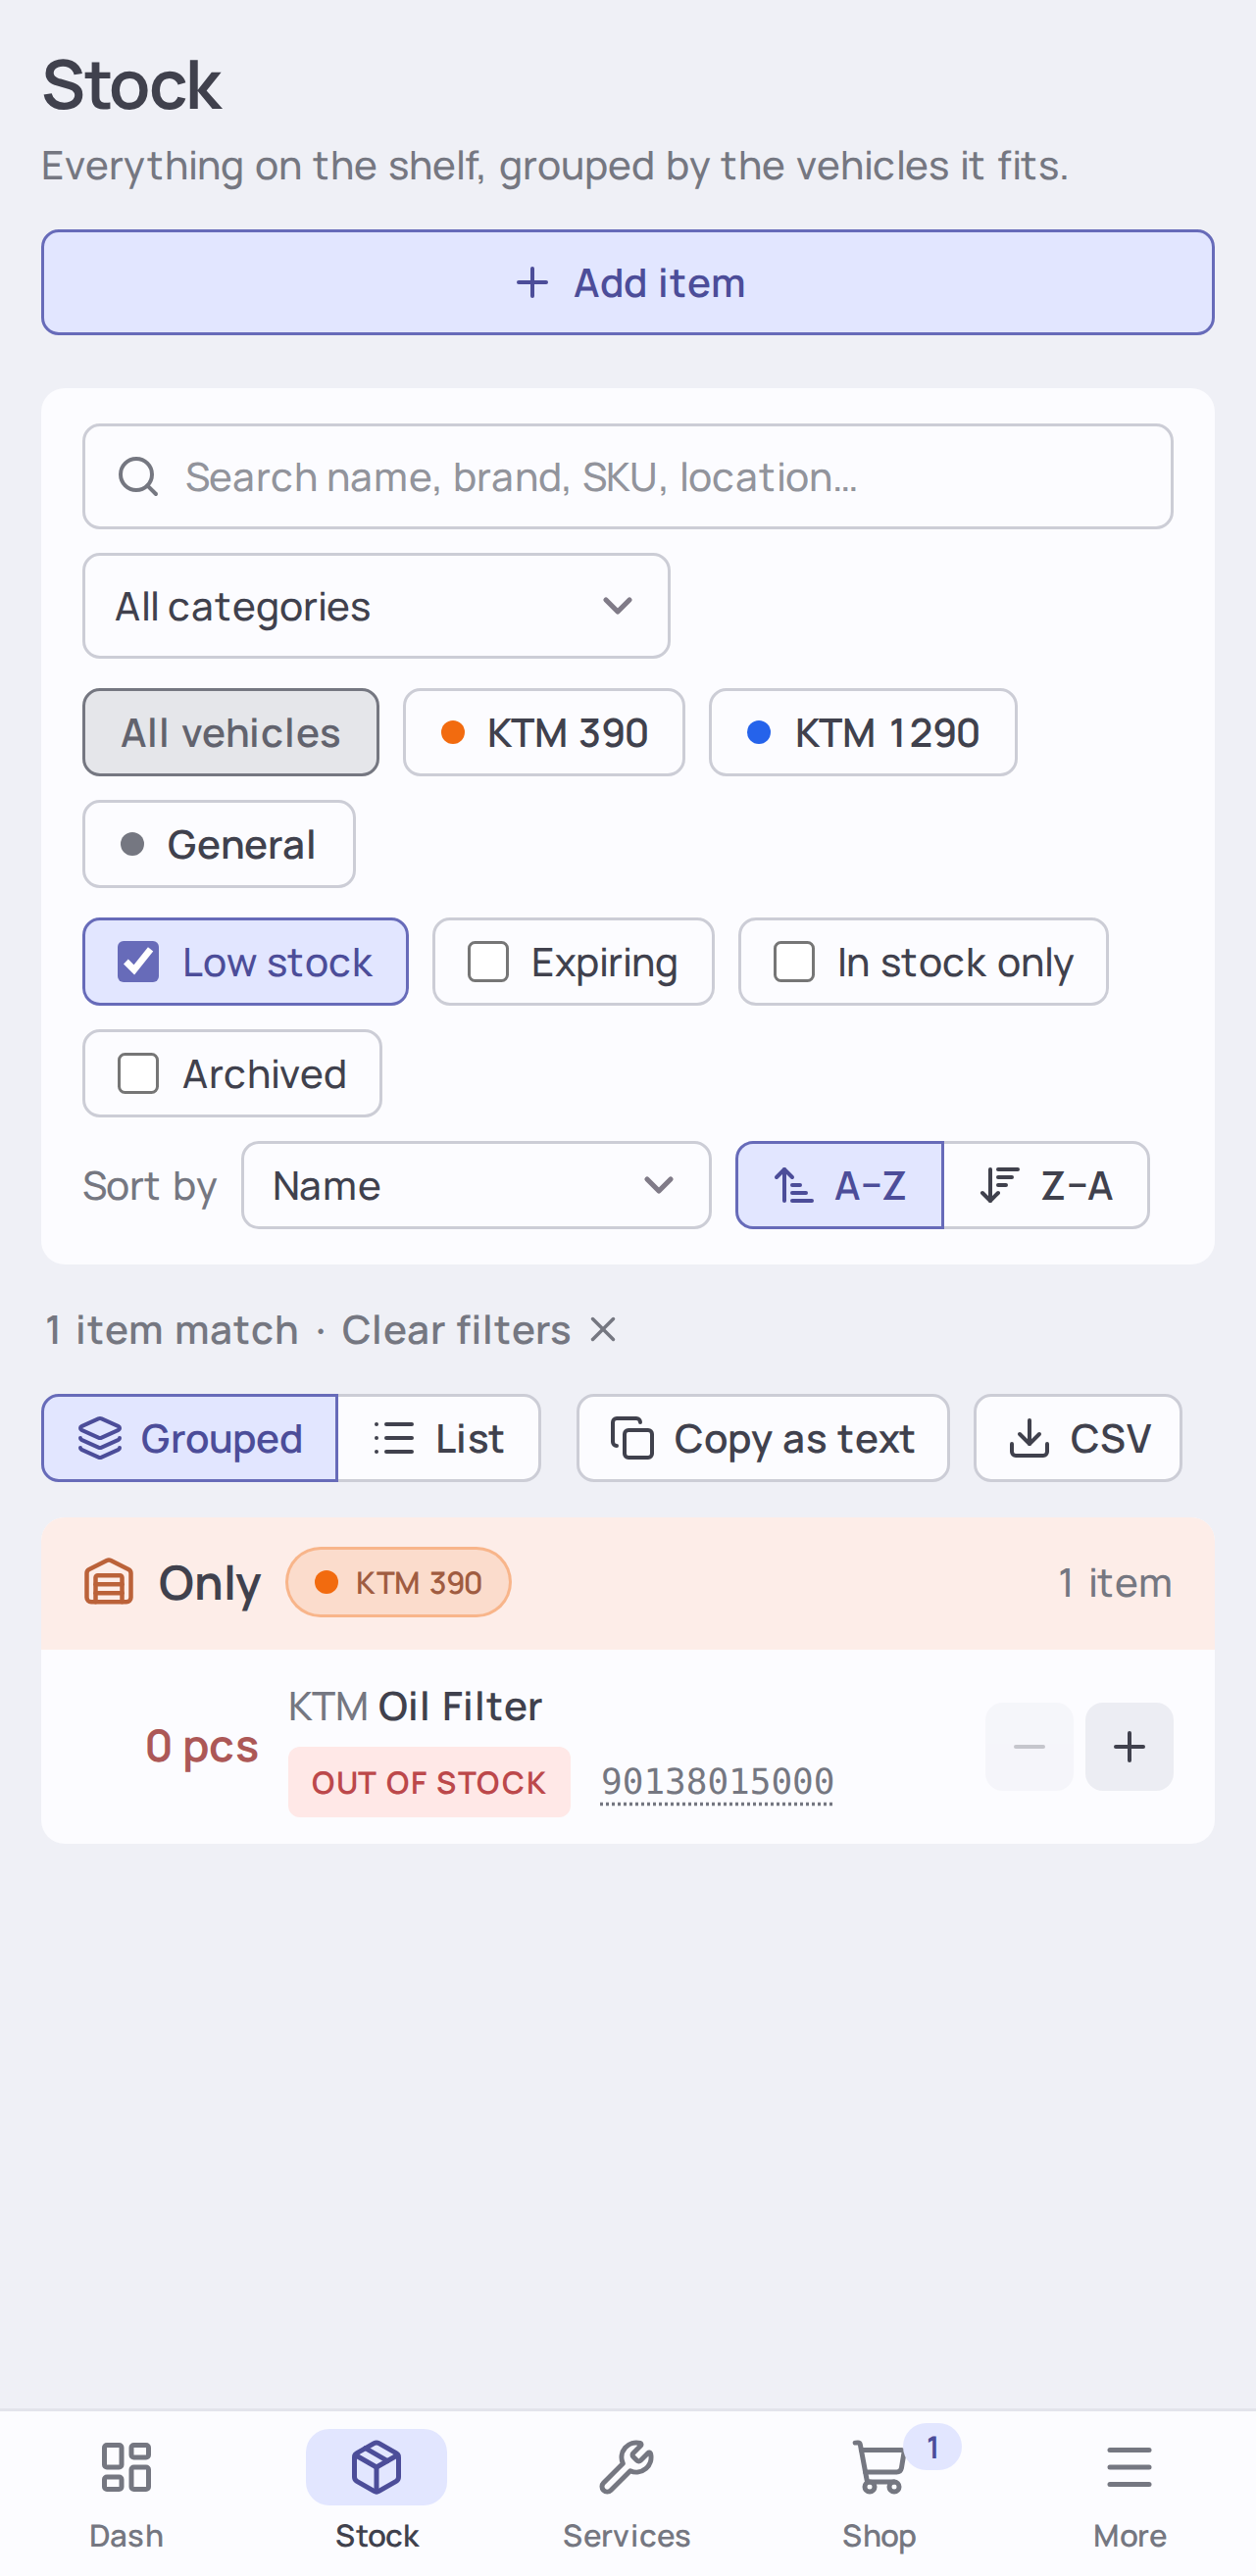 Stock
Everything on the shelf, grouped by the vehicles it fits.
Add item
Search name, brand, SKU, location…
All categories
All vehicles KTM 390 KTM 1290
General
Low stock Expiring In stock only
Archived
Sort by Name A–Z Z–A
1 item match · Clear filters
Grouped List Copy as text CSV
Only KTM 390 1 item
KTM Oil Filter
0 pcs
OUT OF STOCK 90138015000
1
Dash Stock Services Shop More